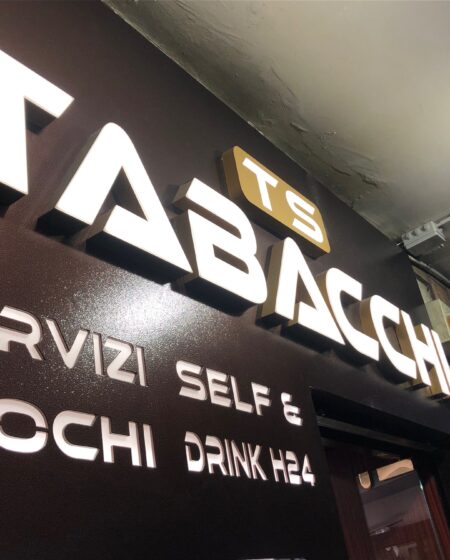 TS
TABACCHI
RVIZI SELF &
OCHI DRINK H24